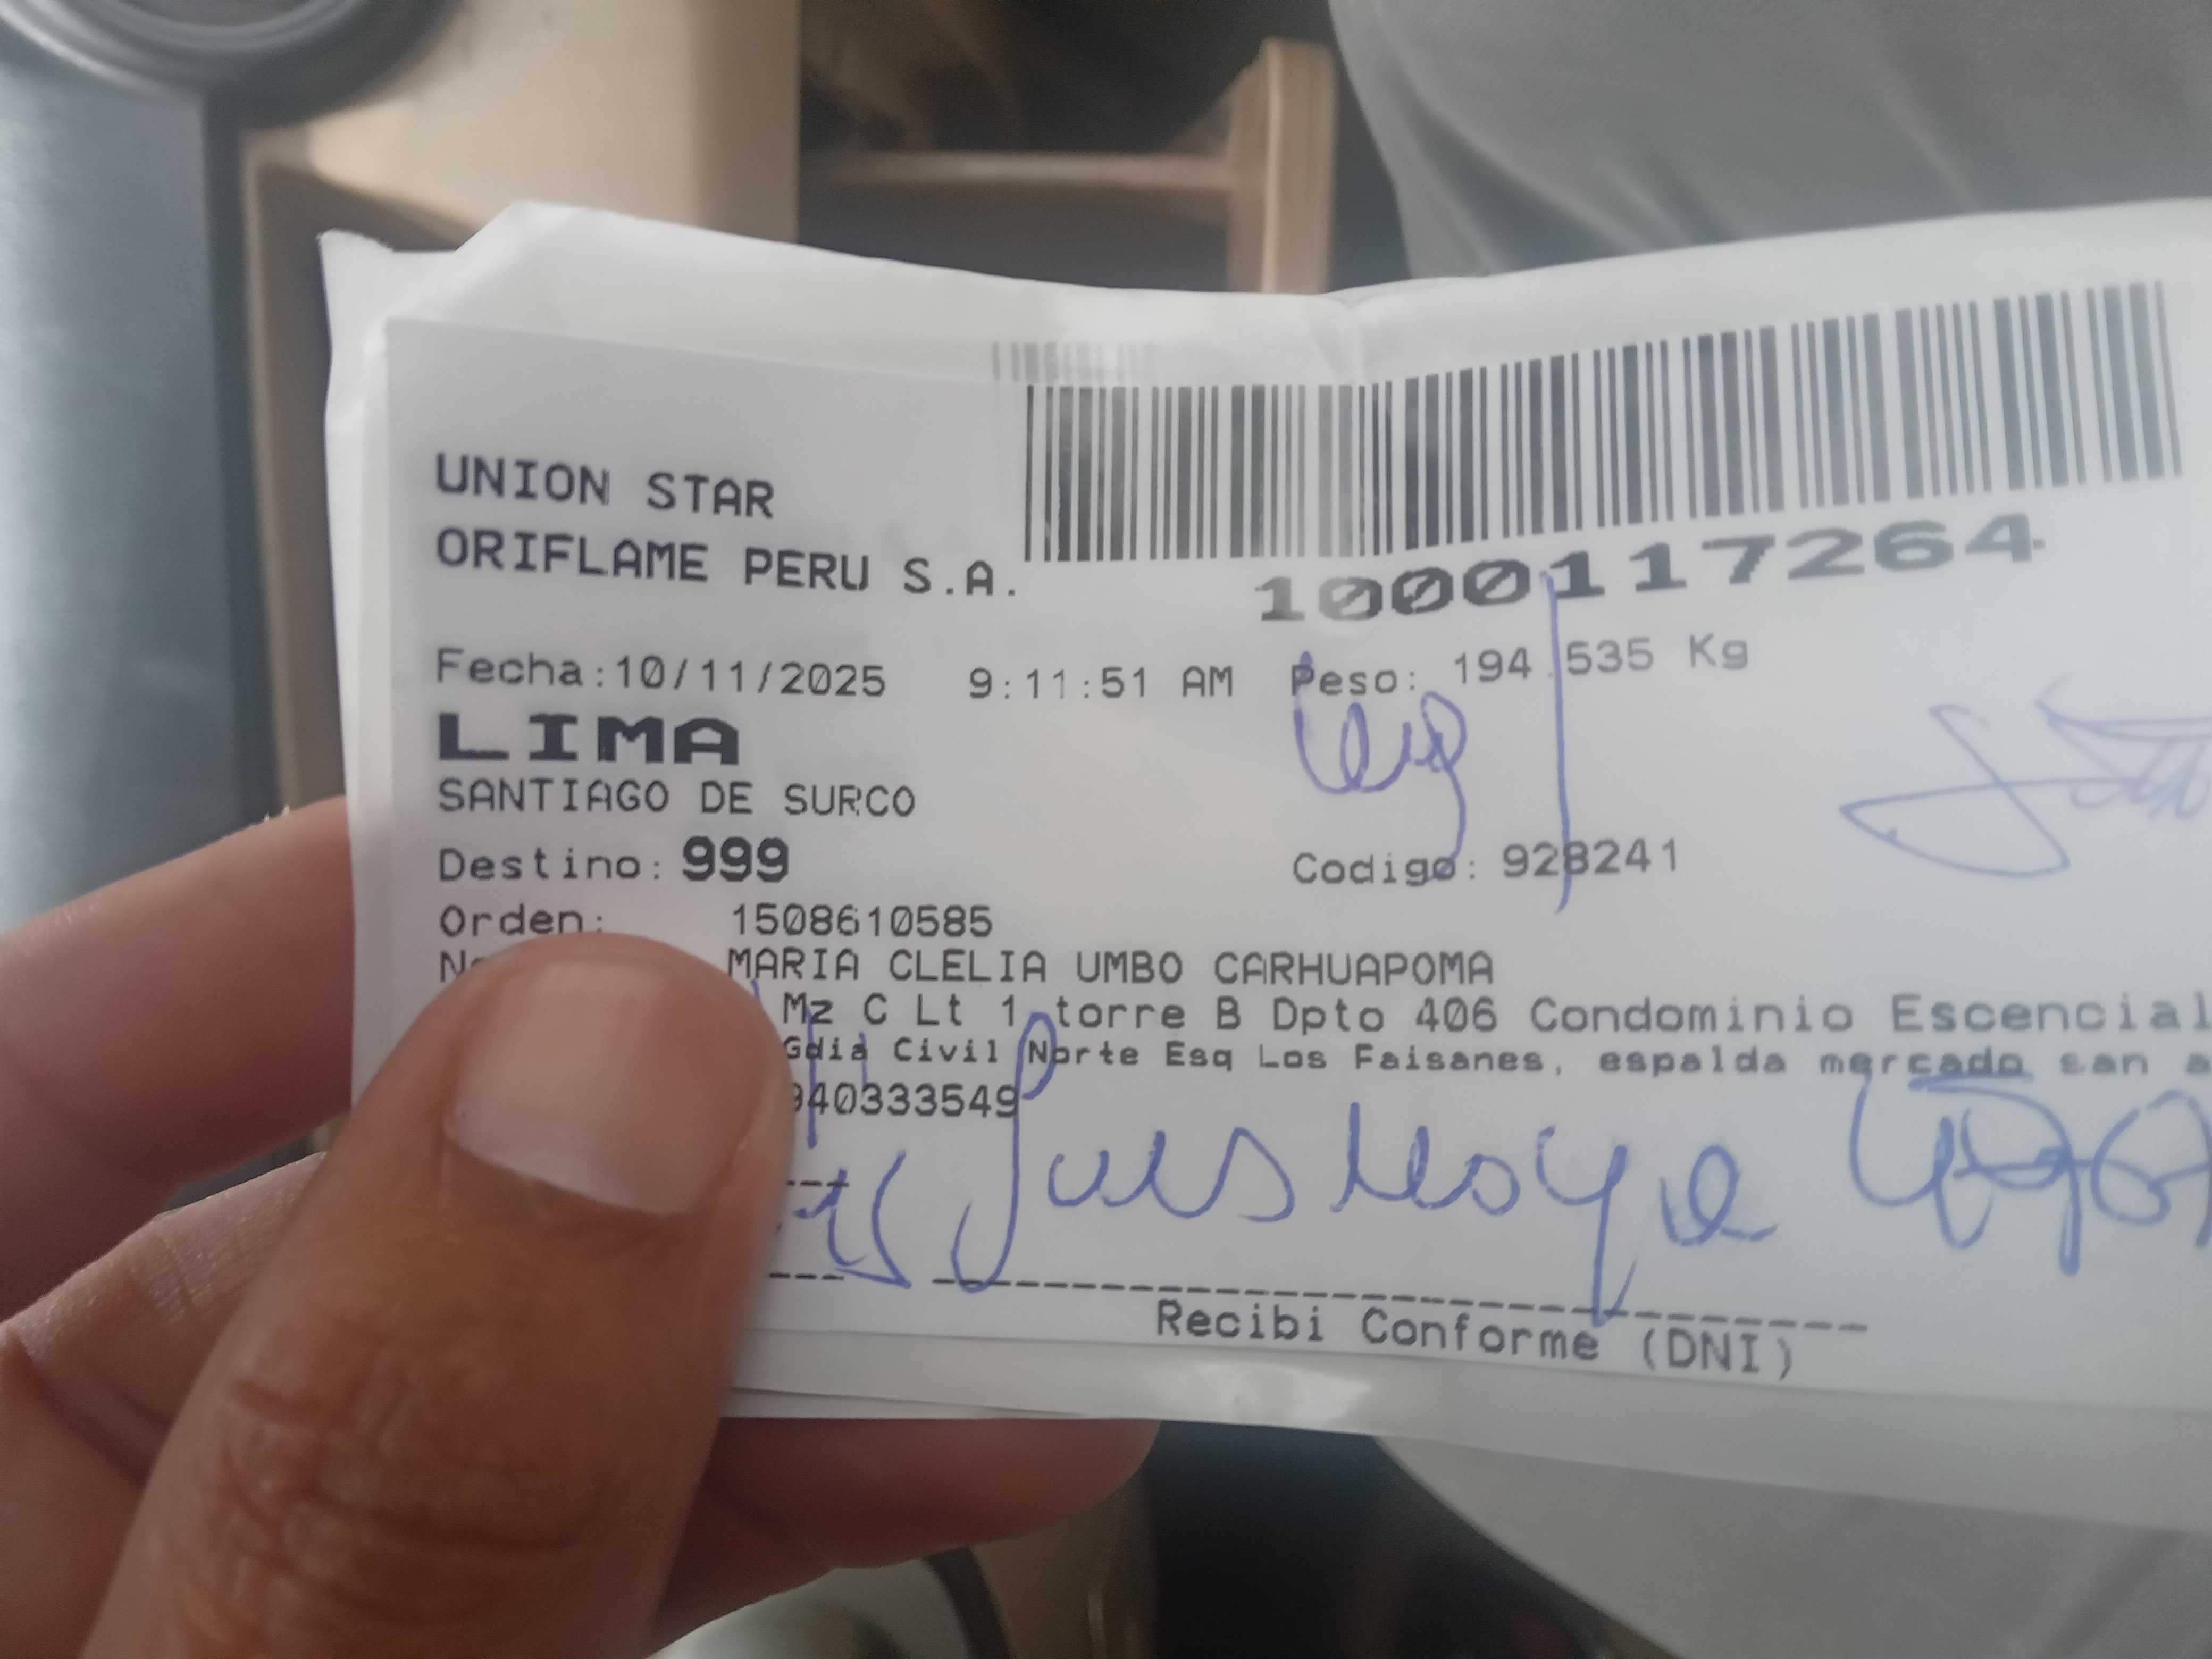 UNION STAR
ORIFLAME PERU S.A.
1000117264
Fecha:10/11/2025 9:11:51 AM Peso: 194.535 Kg
LIMA
SANTIAGO DE SURCO
Destino: 999 Codigo: 928241
Orden: 1508610585
MARIA CLELIA UMBO CARHUAPOMA
Mz C Lt 1 torre B Dpto 406 Condominio Escencial
Gdia Civil Norte Esq Los Faisanes, espalda mercado san a
940333549
Luis Moya
Recibi Conforme (DNI)